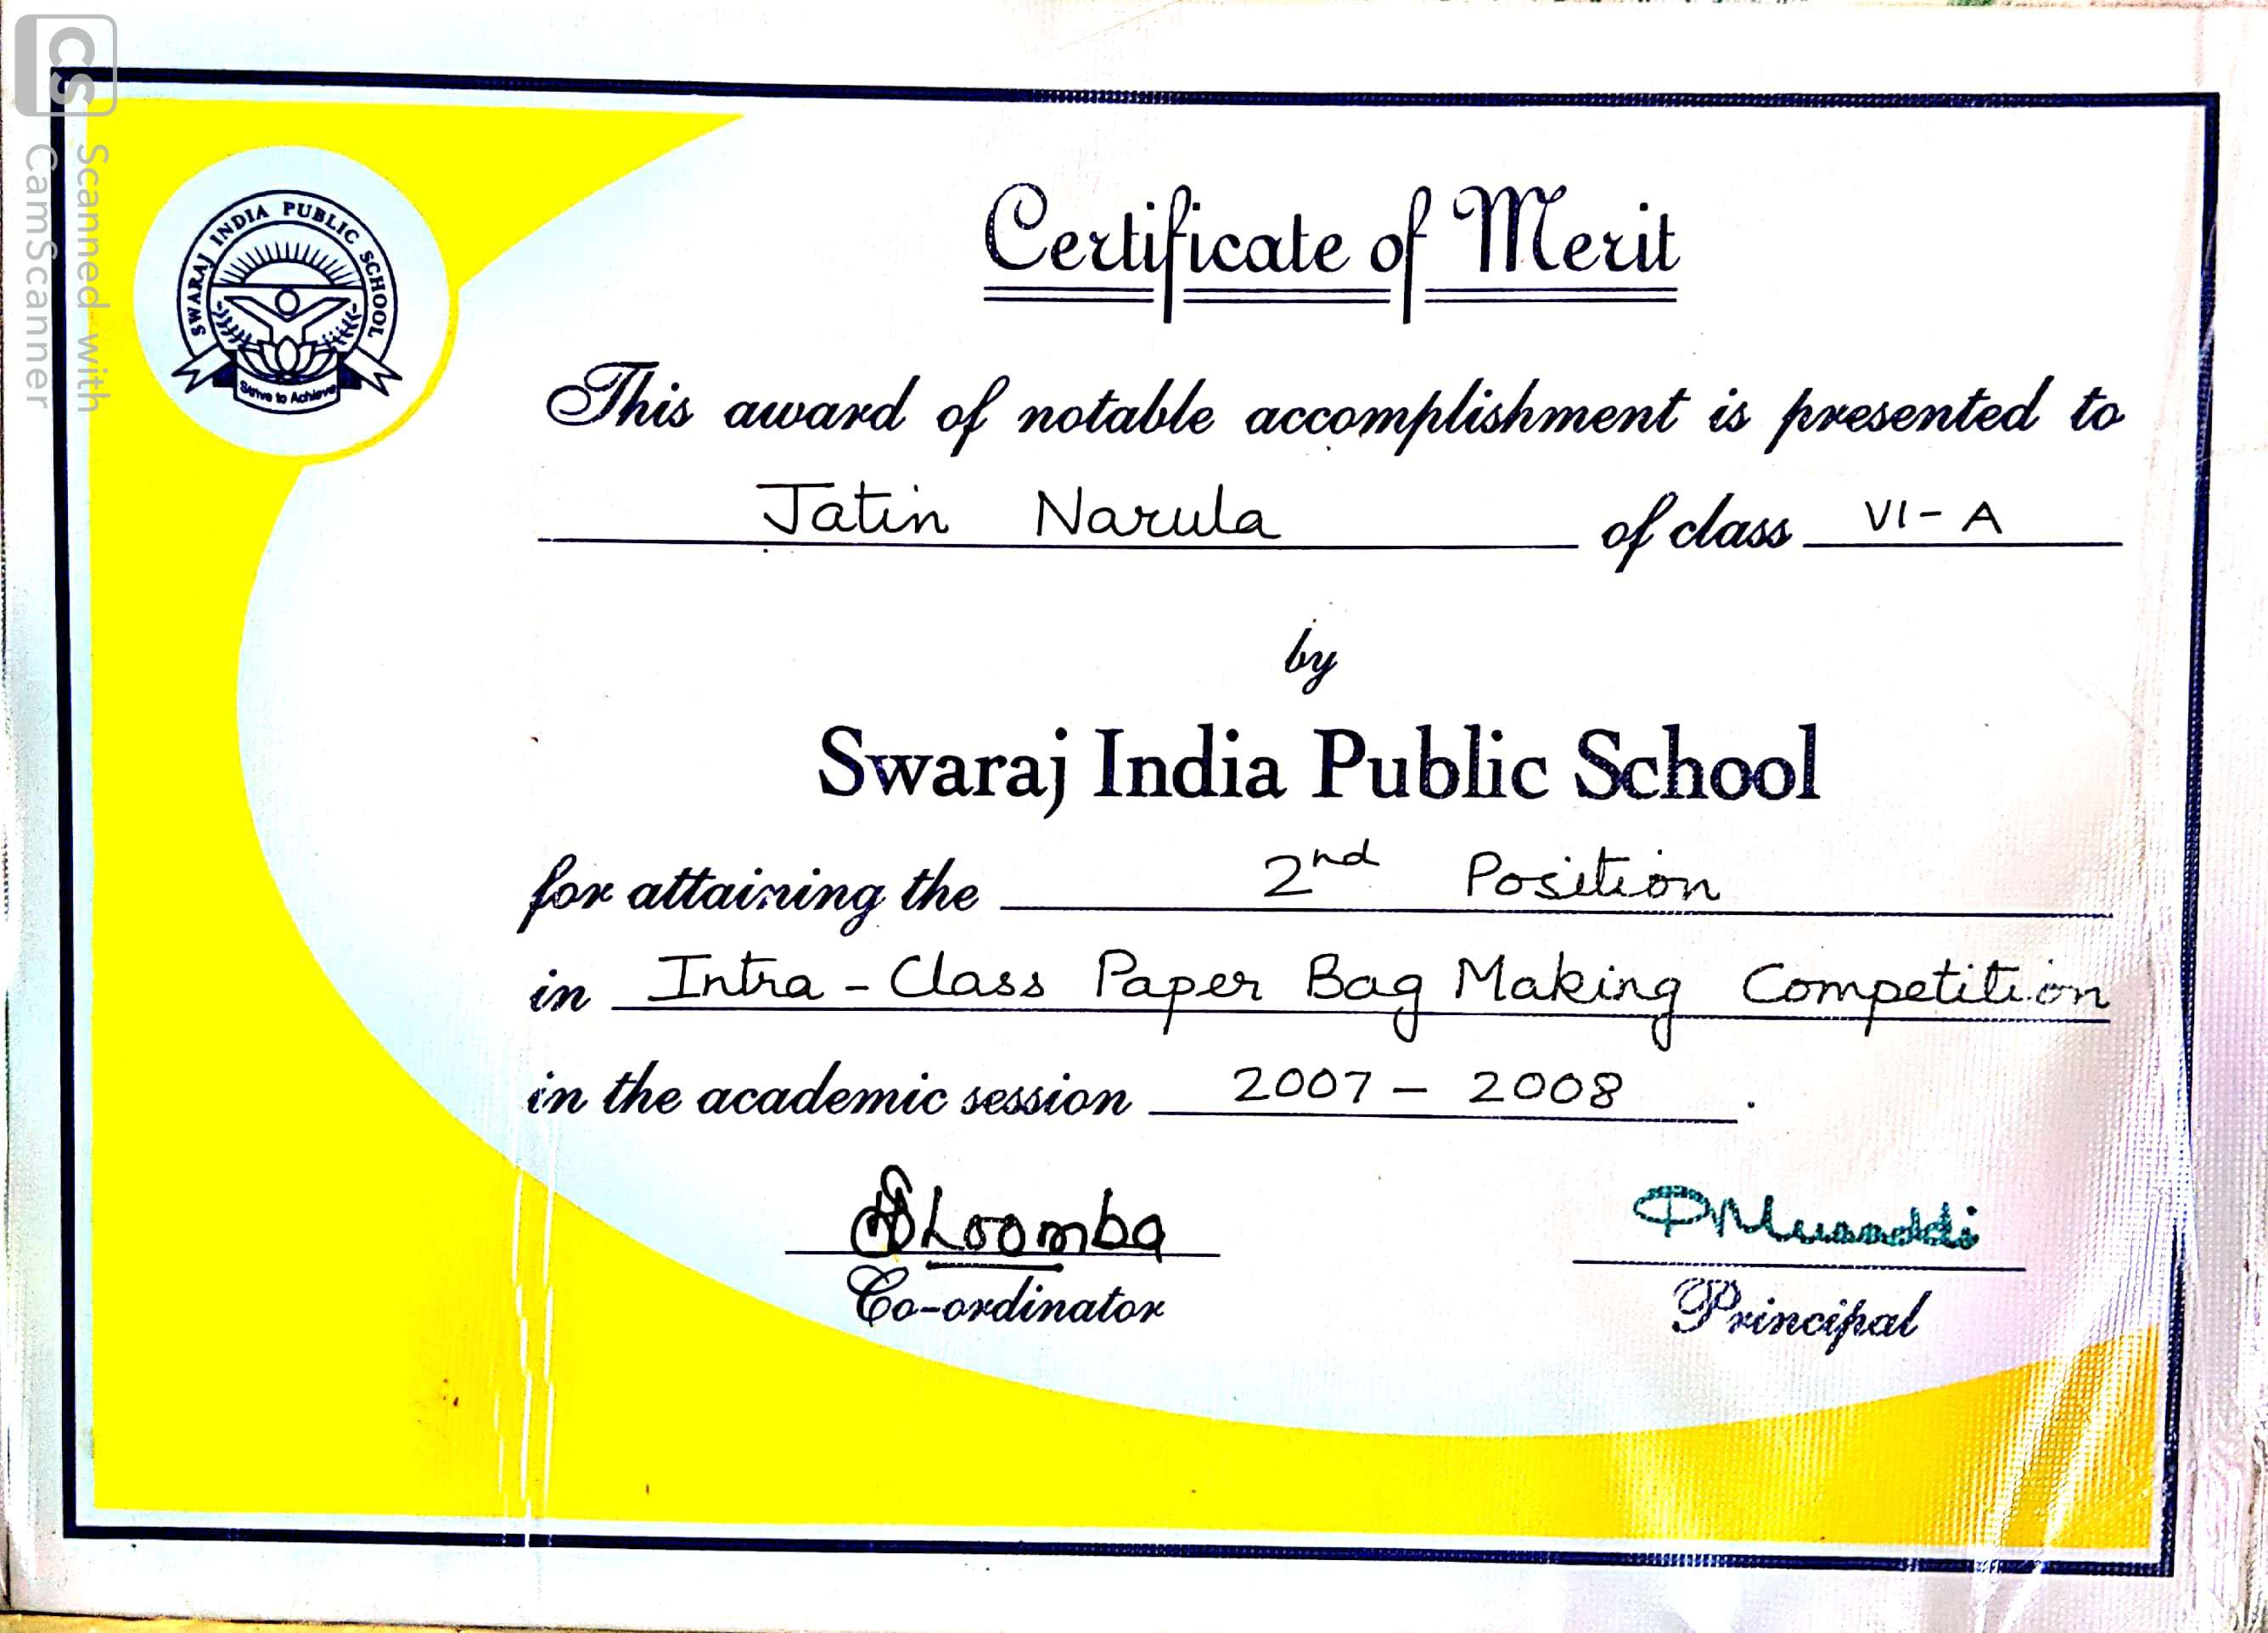 CS Scanned with
CamScanner
SWARAJ INDIA PUBLIC SCHOOL
Strive to Achieve
Certificate of Merit
This award of notable accomplishment is presented to
Jatin Narula of class VI-A
by
Swaraj India Public School
for attaining the 2nd Position
in Intra-Class Paper Bag Making Competition
in the academic session 2007-2008.
Loomba
Co-ordinator
Principal